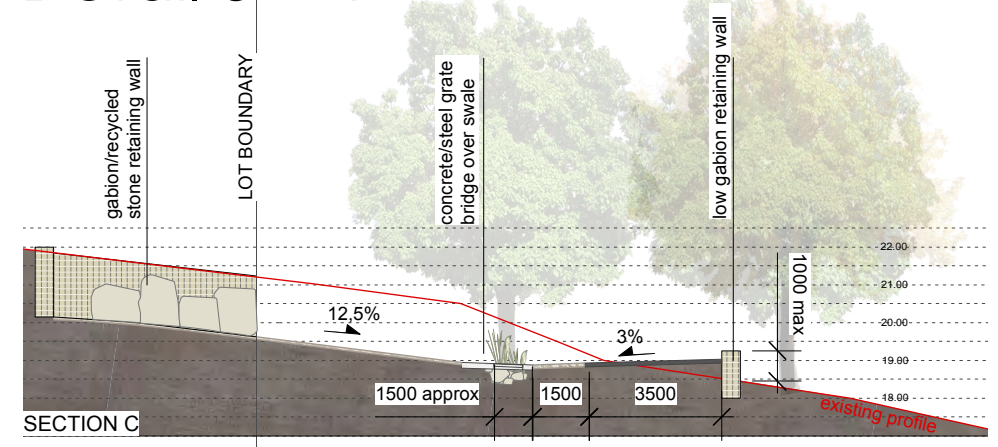 gabion/recycled
stone retaining wall
LOT BOUNDARY
concrete/steel grate
bridge over swale
low gabion retaining wall
22.00
21.00
20.00
19.00
18.00
1000 max
12,5%
3%
1500 approx
1500
3500
existing profile
SECTION C